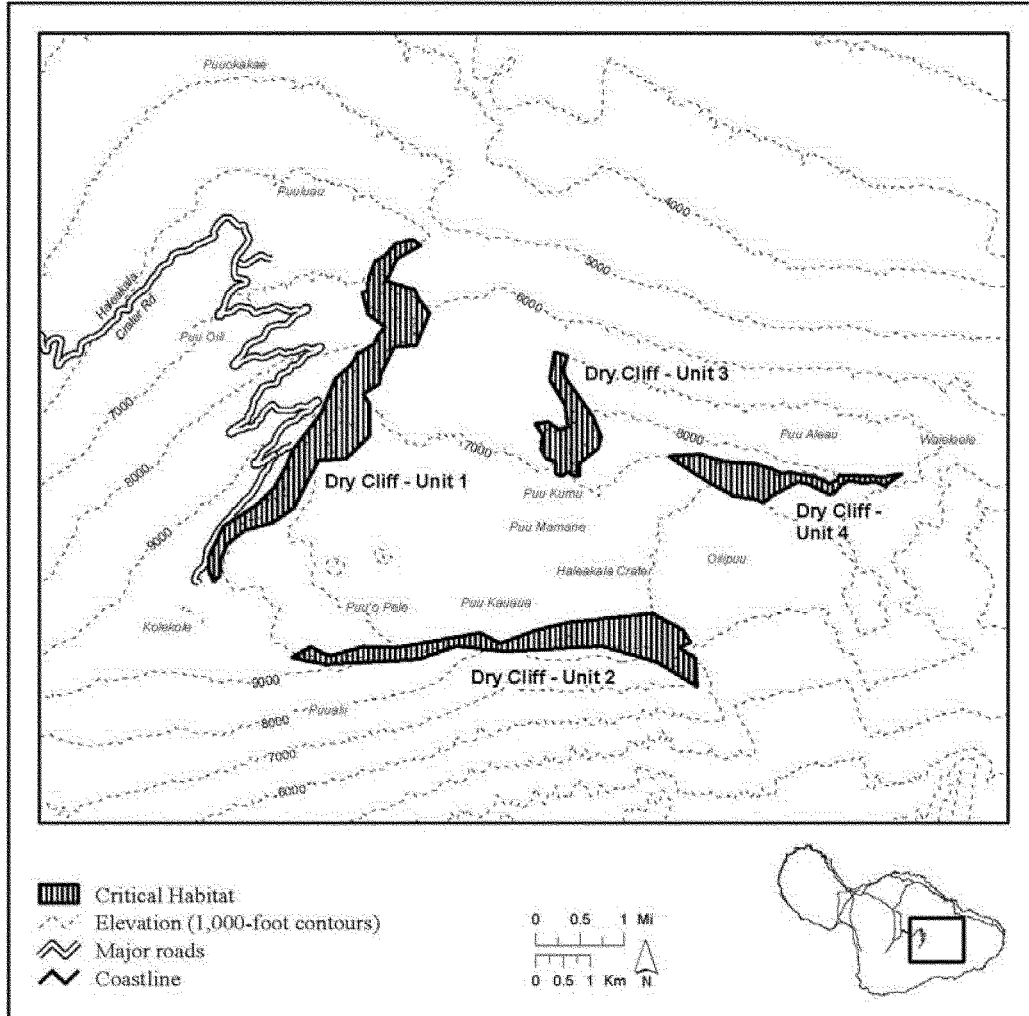 Puuokakae
Puuluau
4000
5000
Haleakala
Crater Rd
6000
Puu Oili
7000
Dry Cliff - Unit 3
8000
Puu Aleau
7000
8000
Dry Cliff - Unit 1
Puu Kumu
Dry Cliff -
Unit 4
9000
Puu Mamane
Haleakala Crater
Oilipuu
Puu'o Pele
Puu Kauaua
Kolekole
Dry Cliff - Unit 2
9000
8000
Puuali
7000
6000
Critical Habitat
Elevation (1,000-foot contours)
Major roads
Coastline
0 0.5 1 Mi
0 0.5 1 Km
N